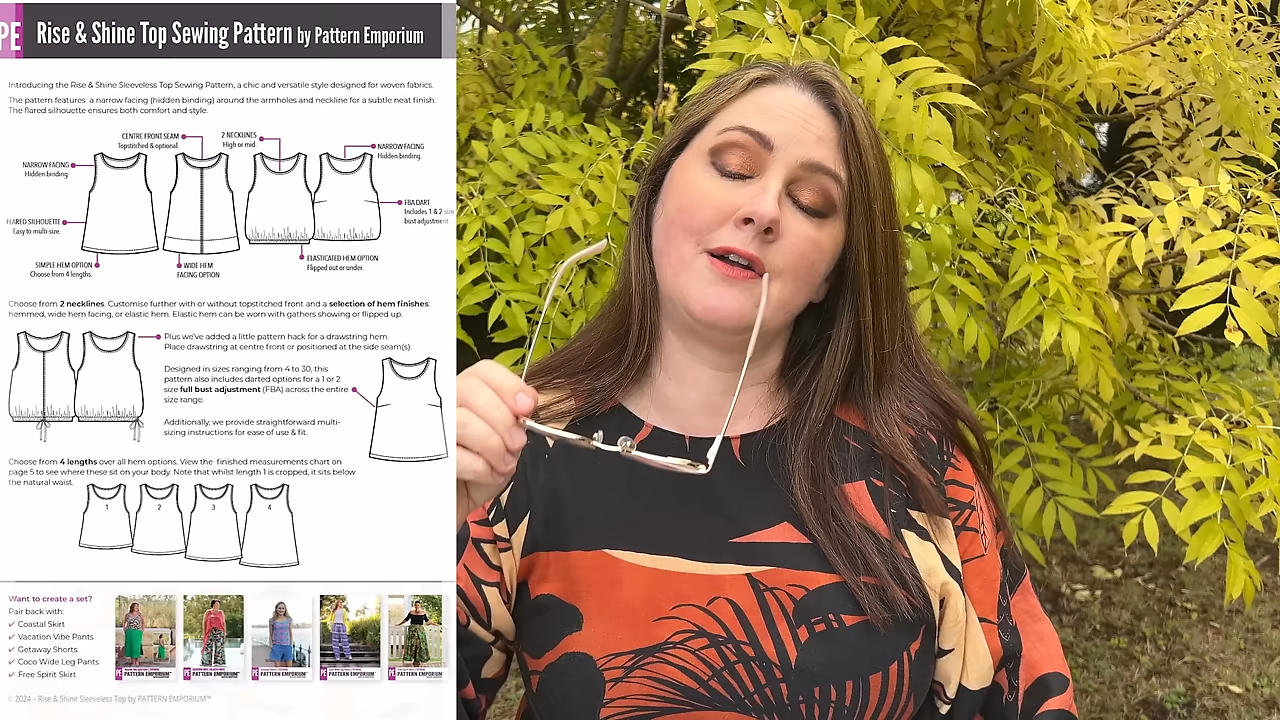 PE
Rise & Shine Top Sewing Pattern by Pattern Emporium
Introducing the Rise & Shine Sleeveless Top Sewing Pattern, a chic and versatile style designed for woven fabrics.
The pattern features a narrow facing (hidden binding) around the armholes and neckline for a subtle neat finish.
The flared silhouette ensures both comfort and style.
CENTRE FRONT SEAM
Topstitched & optional.
2 NECKLINES
High or mid.
NARROW FACING
Hidden binding.
NARROW FACING
Hidden binding.
FBA DART
Includes 1 & 2 size
bust adjustment
FLARED SILHOUETTE
Easy to multi-size.
SIMPLE HEM OPTION
Choose from 4 lengths.
WIDE HEM
FACING OPTION
ELASTICATED HEM OPTION
Flipped out or under.
Choose from 2 necklines. Customise further with or without topstitched front and a selection of hem finishes:
hemmed, wide hem facing, or elastic hem. Elastic hem can be worn with gathers showing or flipped up.
Plus we've added a little pattern hack for a drawstring hem.
Place drawstring at centre front or positioned at the side seam(s).
Designed in sizes ranging from 4 to 30, this
pattern also includes darted options for a 1 or 2
size full bust adjustment (FBA) across the entire
size range.
Additionally, we provide straightforward multi-
sizing instructions for ease of use & fit.
Choose from 4 lengths over all hem options. View the finished measurements chart on
page 5 to see where these sit on your body. Note that whilst length 1 is cropped, it sits below
the natural waist.
1
2
3
4
Want to create a set?
Pair back with:
✓ Coastal Skirt
✓ Vacation Vibe Pants
✓ Getaway Shorts
✓ Coco Wide Leg Pants
✓ Free Spirit Skirt
PE PATTERN EMPORIUM
PE PATTERN EMPORIUM
PE PATTERN EMPORIUM
PE PATTERN EMPORIUM
PE PATTERN EMPORIUM
© 2024 – Rise & Shine Sleeveless Top by PATTERN EMPORIUM™